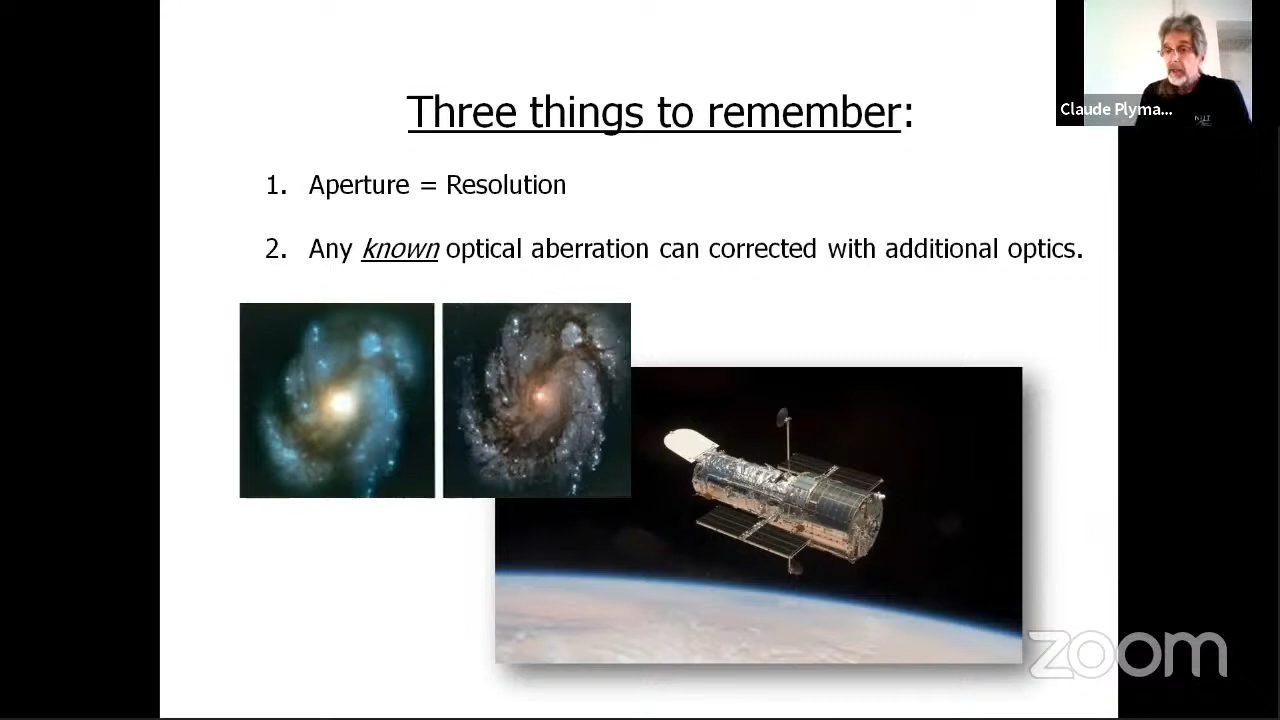 Three things to remember:
1. Aperture = Resolution
2. Any known optical aberration can corrected with additional optics.
Claude Plyma...
zoom